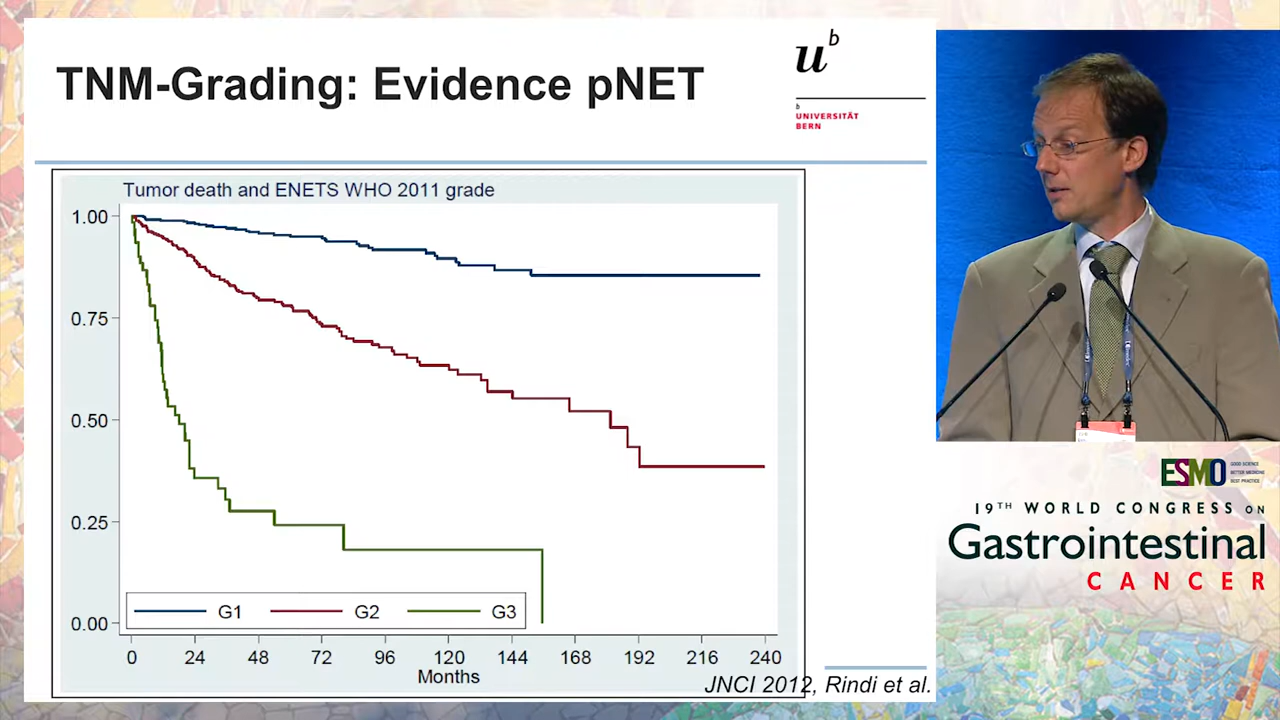 TNM-Grading: Evidence pNET
u b
b
UNIVERSITÄT
BERN
Tumor death and ENETS WHO 2011 grade
1.00
0.75
0.50
0.25
0.00
G1 G2 G3
0 24 48 72 96 120 144 168 192 216 240
Months
JNCI 2012, Rindi et al.
ESMO
GOOD SCIENCE
BETTER MEDICINE
BEST PRACTICE
19TH WORLD CONGRESS ON
Gastrointestinal
CANCER